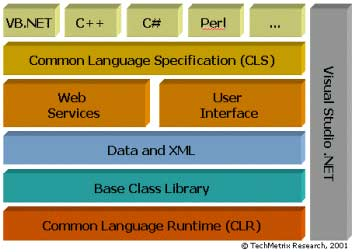 VB.NET C++ C# Perl ...
Common Language Specification (CLS)
Web User
Services Interface
Data and XML
Base Class Library
Common Language Runtime (CLR)
Visual Studio .NET
© TechMetrix Research, 2001